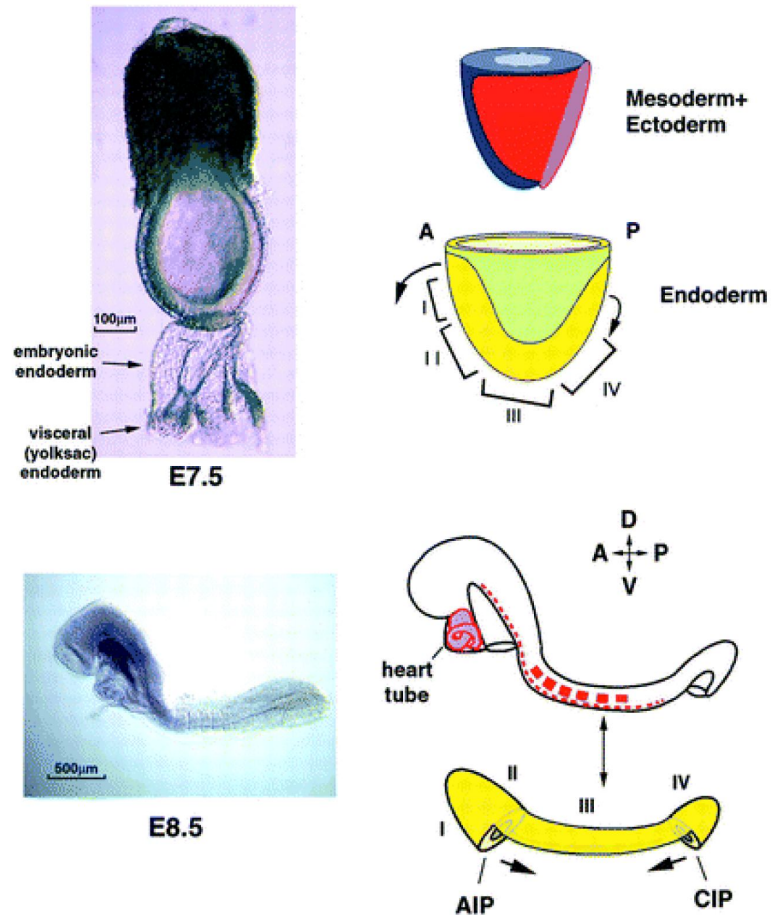 Mesoderm+
Ectoderm
A
P
Endoderm
I
I I
III
IV
100µm
embryonic
endoderm
visceral
(yolksac)
endoderm
E7.5
D
A
P
V
heart
tube
500µm
E8.5
I
II
III
IV
AIP
CIP